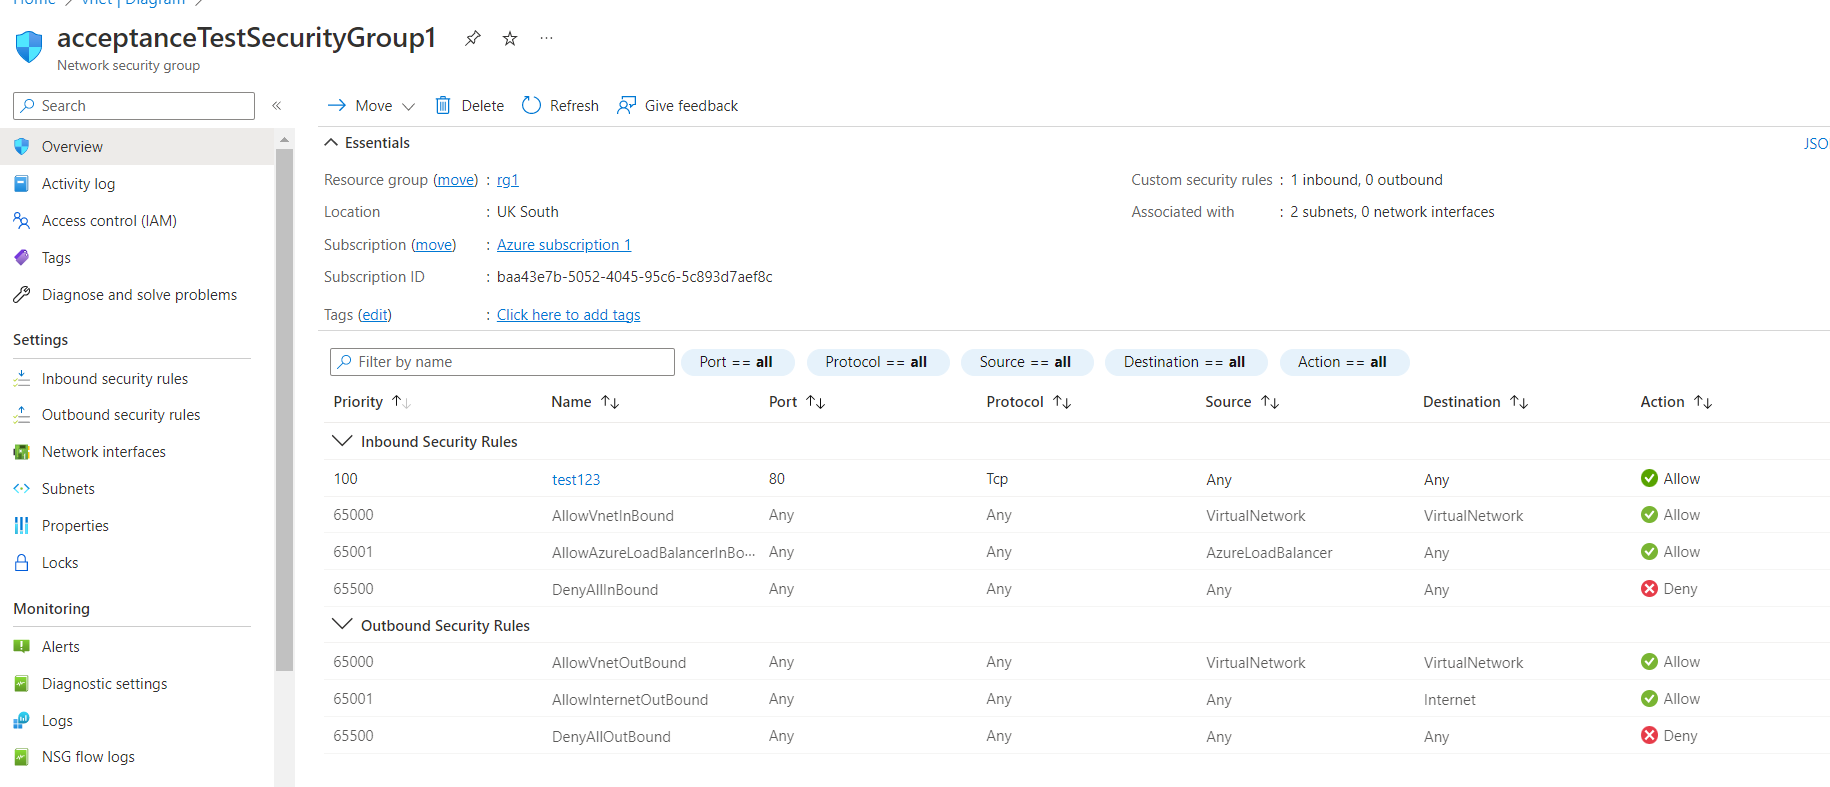 Home > vnet | Diagram >
acceptanceTestSecurityGroup1
Network security group
Search
«
Move
Delete
Refresh
Give feedback
Overview
Activity log
Access control (IAM)
Tags
Diagnose and solve problems
Settings
Inbound security rules
Outbound security rules
Network interfaces
Subnets
Properties
Locks
Monitoring
Alerts
Diagnostic settings
Logs
NSG flow logs
Essentials
JSO
Resource group (move) : rg1
Location : UK South
Subscription (move) : Azure subscription 1
Subscription ID : baa43e7b-5052-4045-95c6-5c893d7aef8c
Tags (edit) : Click here to add tags
Custom security rules : 1 inbound, 0 outbound
Associated with : 2 subnets, 0 network interfaces
Filter by name Port == all Protocol == all Source == all Destination == all Action == all
Priority Name Port Protocol Source Destination Action
Inbound Security Rules
100 test123 80 Tcp Any Any Allow
65000 AllowVnetInBound Any Any VirtualNetwork VirtualNetwork Allow
65001 AllowAzureLoadBalancerInBo... Any Any AzureLoadBalancer Any Allow
65500 DenyAllInBound Any Any Any Any Deny
Outbound Security Rules
65000 AllowVnetOutBound Any Any VirtualNetwork VirtualNetwork Allow
65001 AllowInternetOutBound Any Any Any Internet Allow
65500 DenyAllOutBound Any Any Any Any Deny